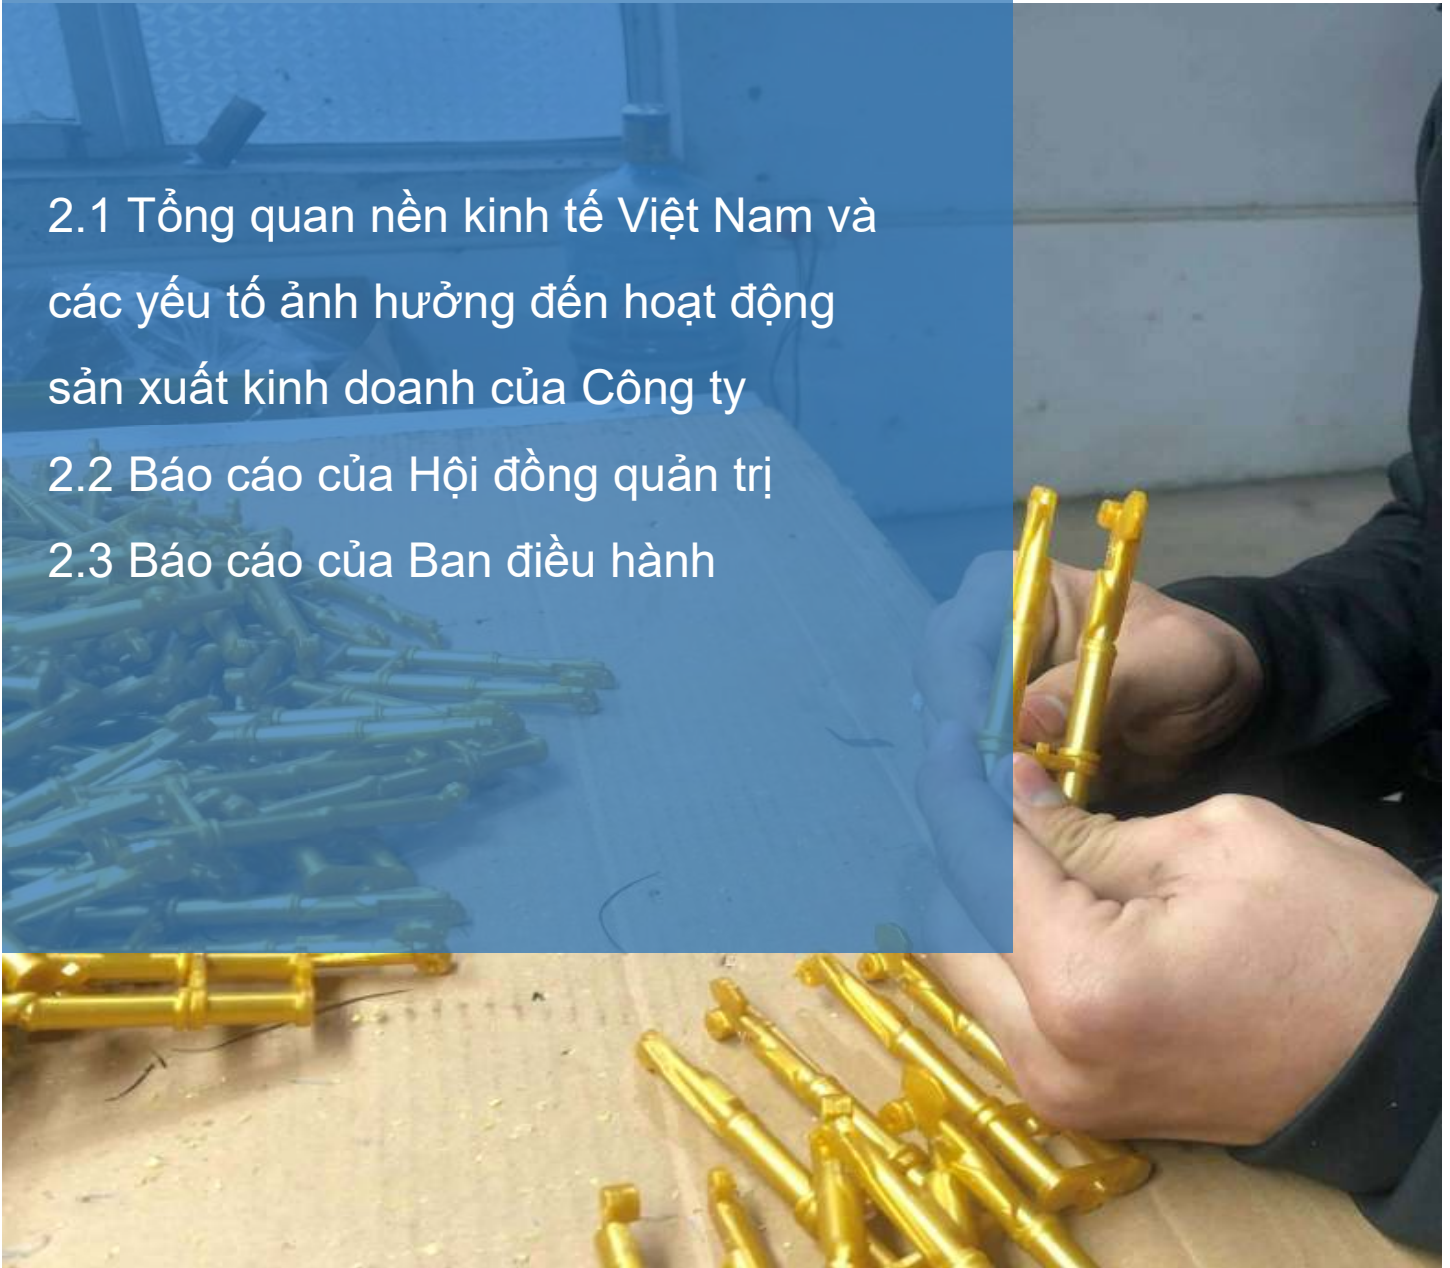 2.1 Tổng quan nền kinh tế Việt Nam và
các yếu tố ảnh hưởng đến hoạt động
sản xuất kinh doanh của Công ty
2.2 Báo cáo của Hội đồng quản trị
2.3 Báo cáo của Ban điều hành